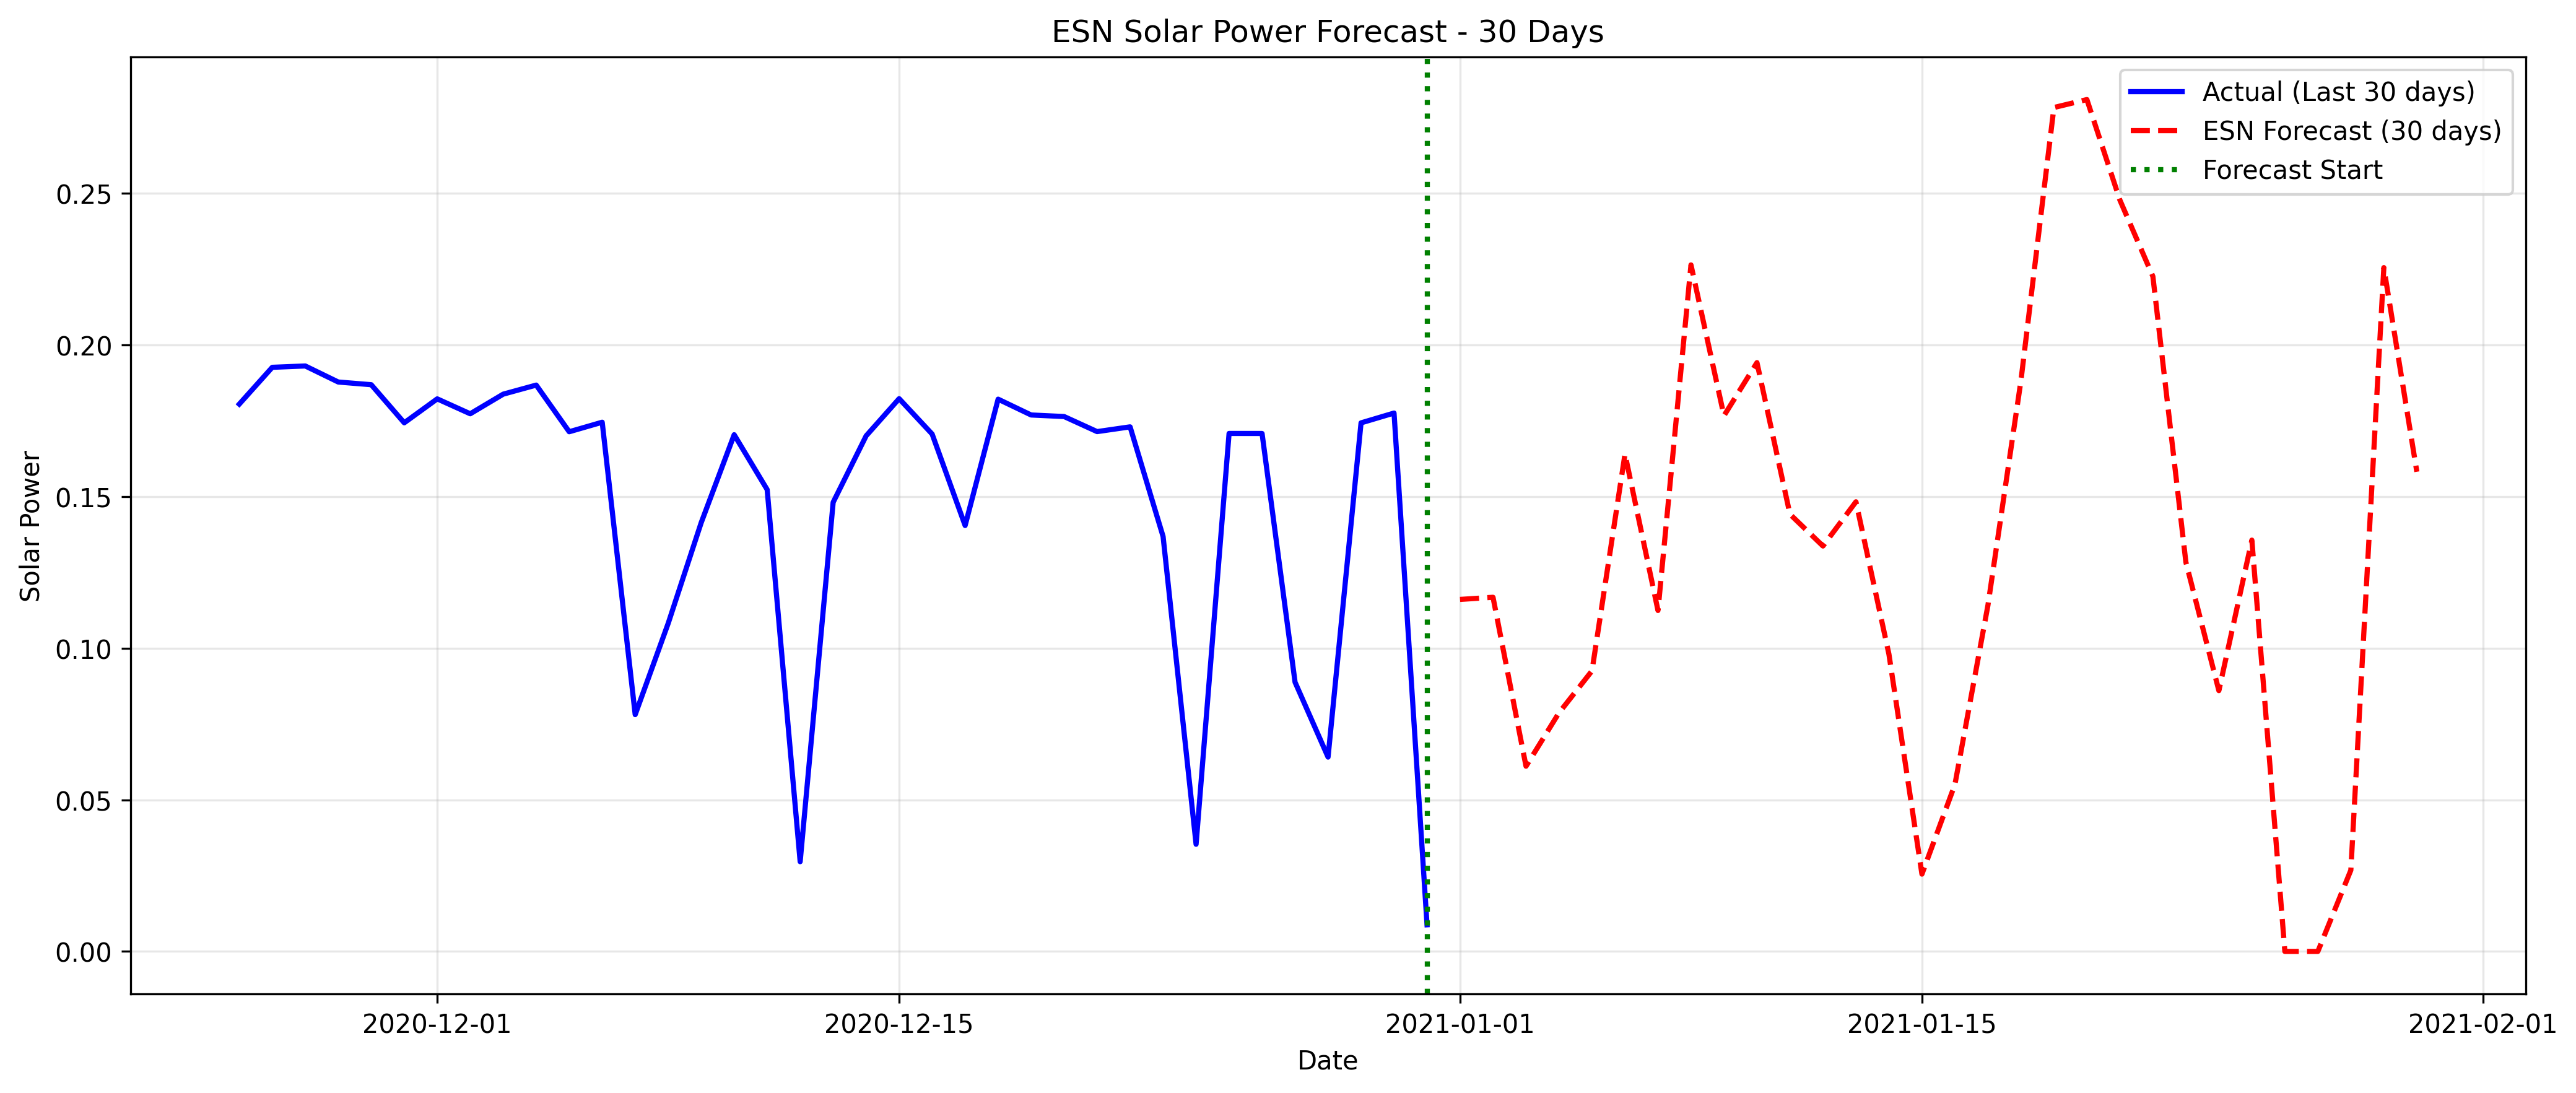 ESN Solar Power Forecast - 30 Days
Actual (Last 30 days)
ESN Forecast (30 days)
Forecast Start
Solar Power
0.25
0.20
0.15
0.10
0.05
0.00
2020-12-01
2020-12-15
2021-01-01
2021-01-15
2021-02-01
Date